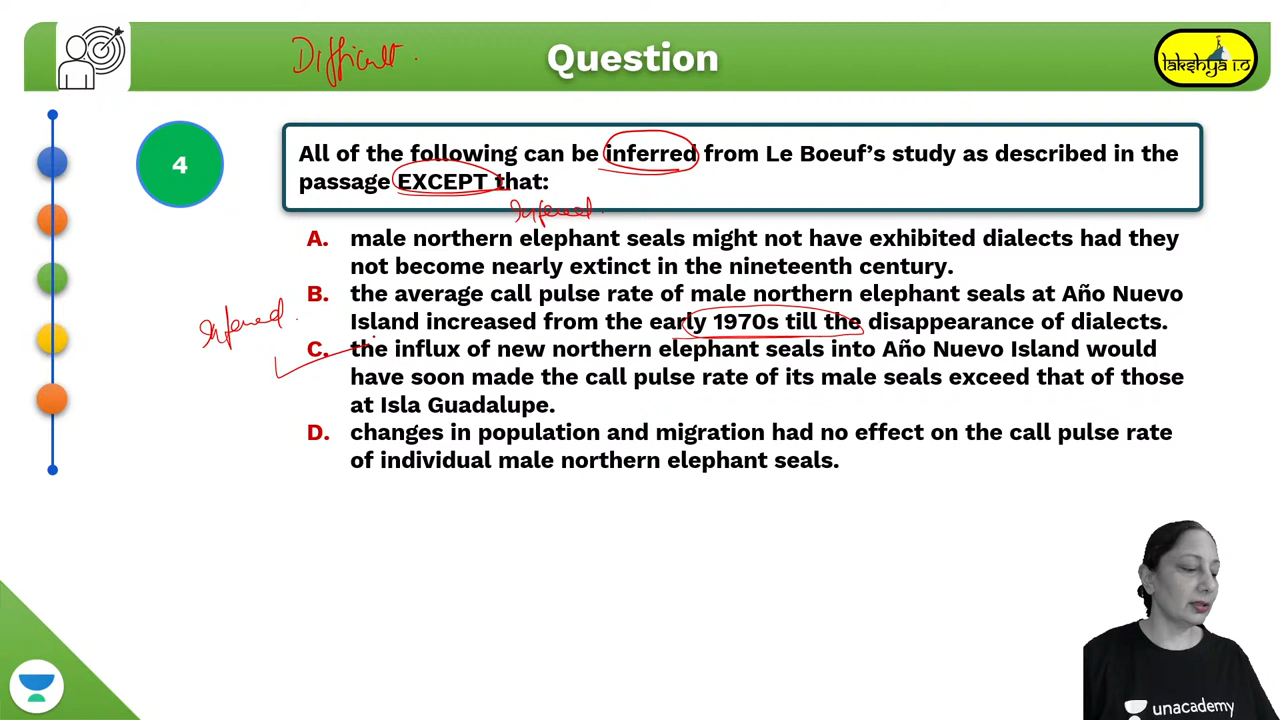 Difficult.
Question
lakshya 1.0
4
All of the following can be inferred from Le Boeuf's study as described in the
passage EXCEPT that:
Inferred.
A. male northern elephant seals might not have exhibited dialects had they
not become nearly extinct in the nineteenth century.
B. the average call pulse rate of male northern elephant seals at Año Nuevo
Island increased from the early 1970s till the disappearance of dialects.
Inferred.
C. the influx of new northern elephant seals into Año Nuevo Island would
have soon made the call pulse rate of its male seals exceed that of those
at Isla Guadalupe.
D. changes in population and migration had no effect on the call pulse rate
of individual male northern elephant seals.
unacademy